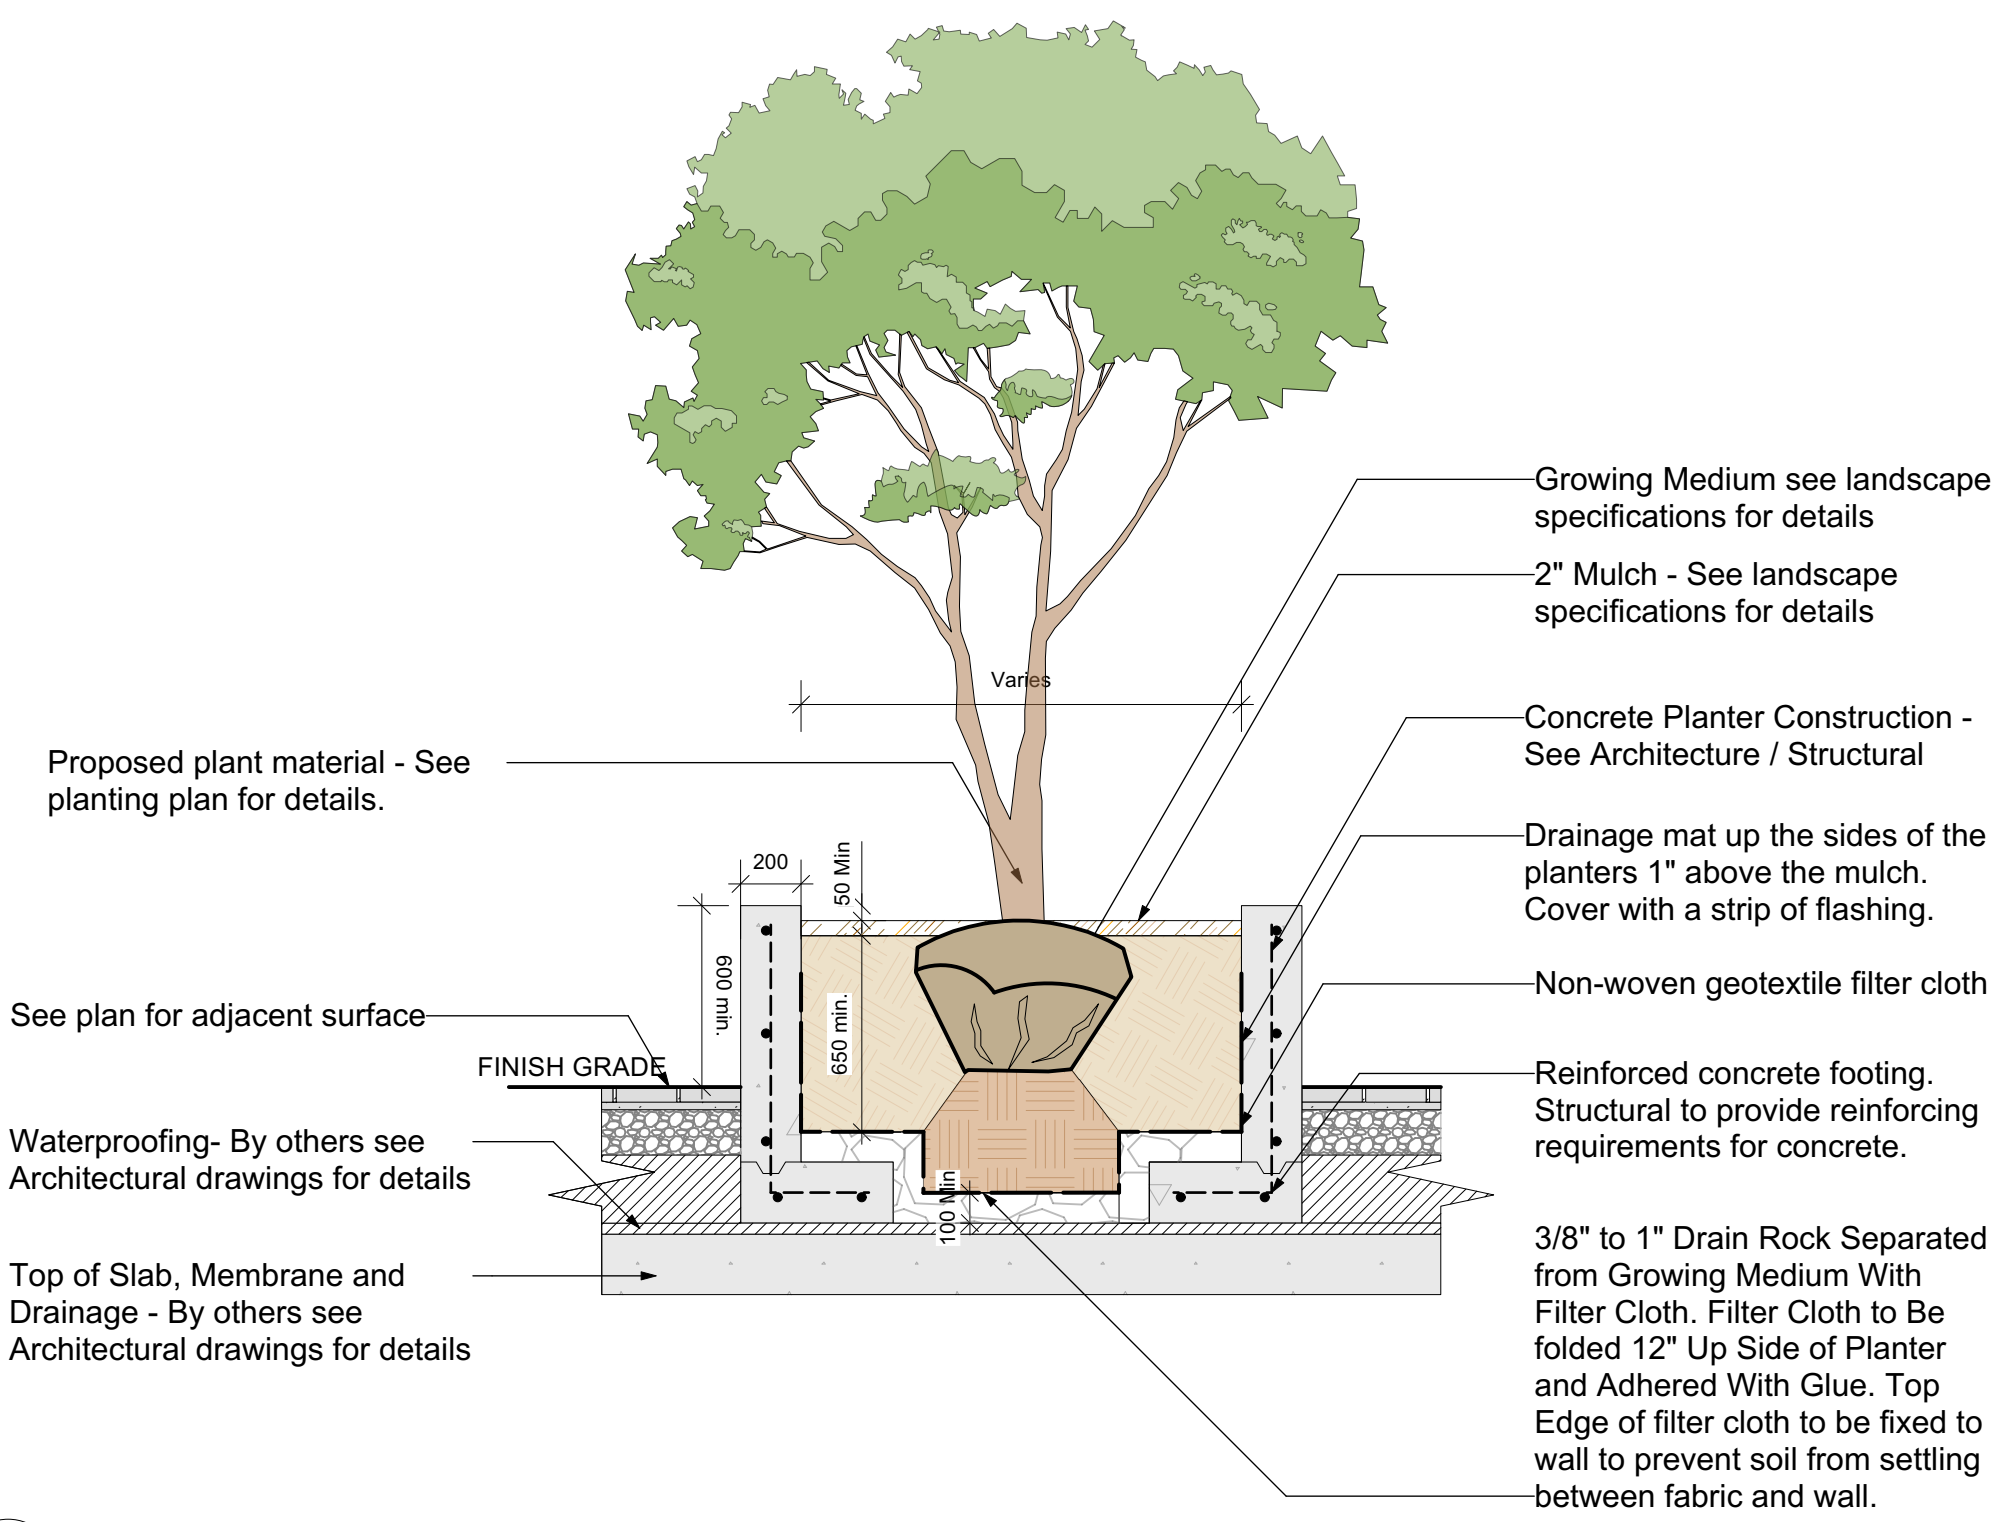 Growing Medium see landscape
specifications for details
2" Mulch - See landscape
specifications for details
Varies
Concrete Planter Construction -
See Architecture / Structural
Proposed plant material - See
planting plan for details.
Drainage mat up the sides of the
planters 1" above the mulch.
Cover with a strip of flashing.
200
50 Min
600 min.
650 min.
Non-woven geotextile filter cloth
See plan for adjacent surface
FINISH GRADE
Reinforced concrete footing.
Structural to provide reinforcing
requirements for concrete.
Waterproofing- By others see
Architectural drawings for details
100 Min
Top of Slab, Membrane and
Drainage - By others see
Architectural drawings for details
3/8" to 1" Drain Rock Separated
from Growing Medium With
Filter Cloth. Filter Cloth to Be
folded 12" Up Side of Planter
and Adhered With Glue. Top
Edge of filter cloth to be fixed to
wall to prevent soil from settling
between fabric and wall.